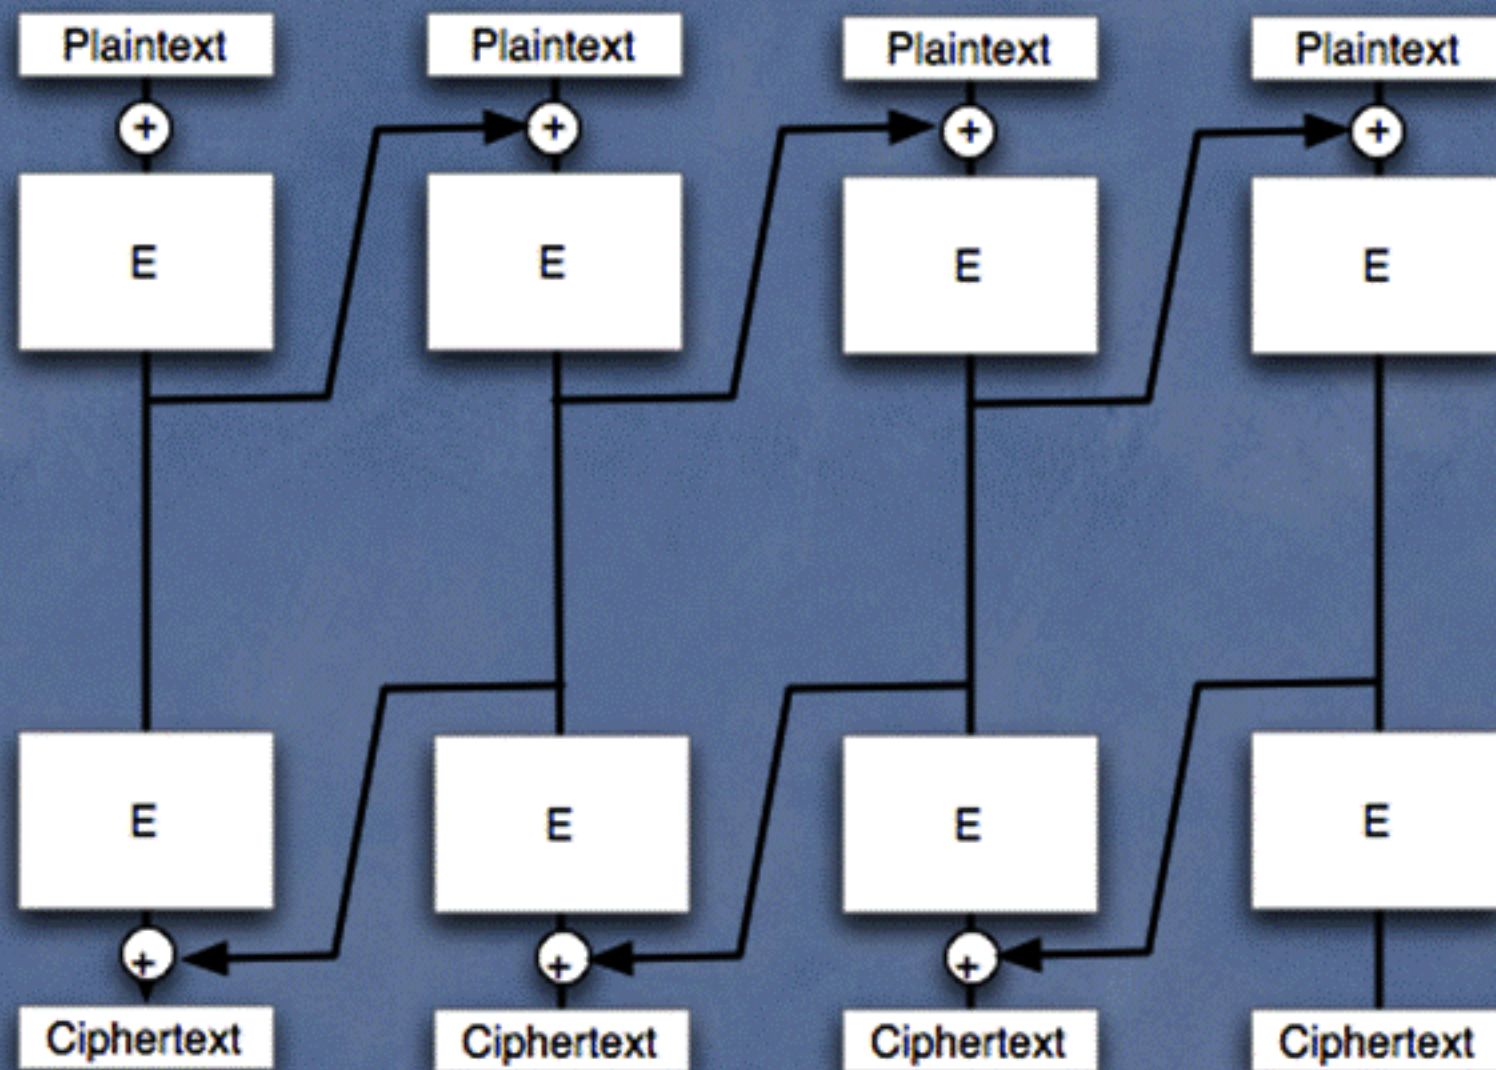 Plaintext Plaintext Plaintext Plaintext
+ + + +
E E E E
E E E E
+ + +
Ciphertext Ciphertext Ciphertext Ciphertext